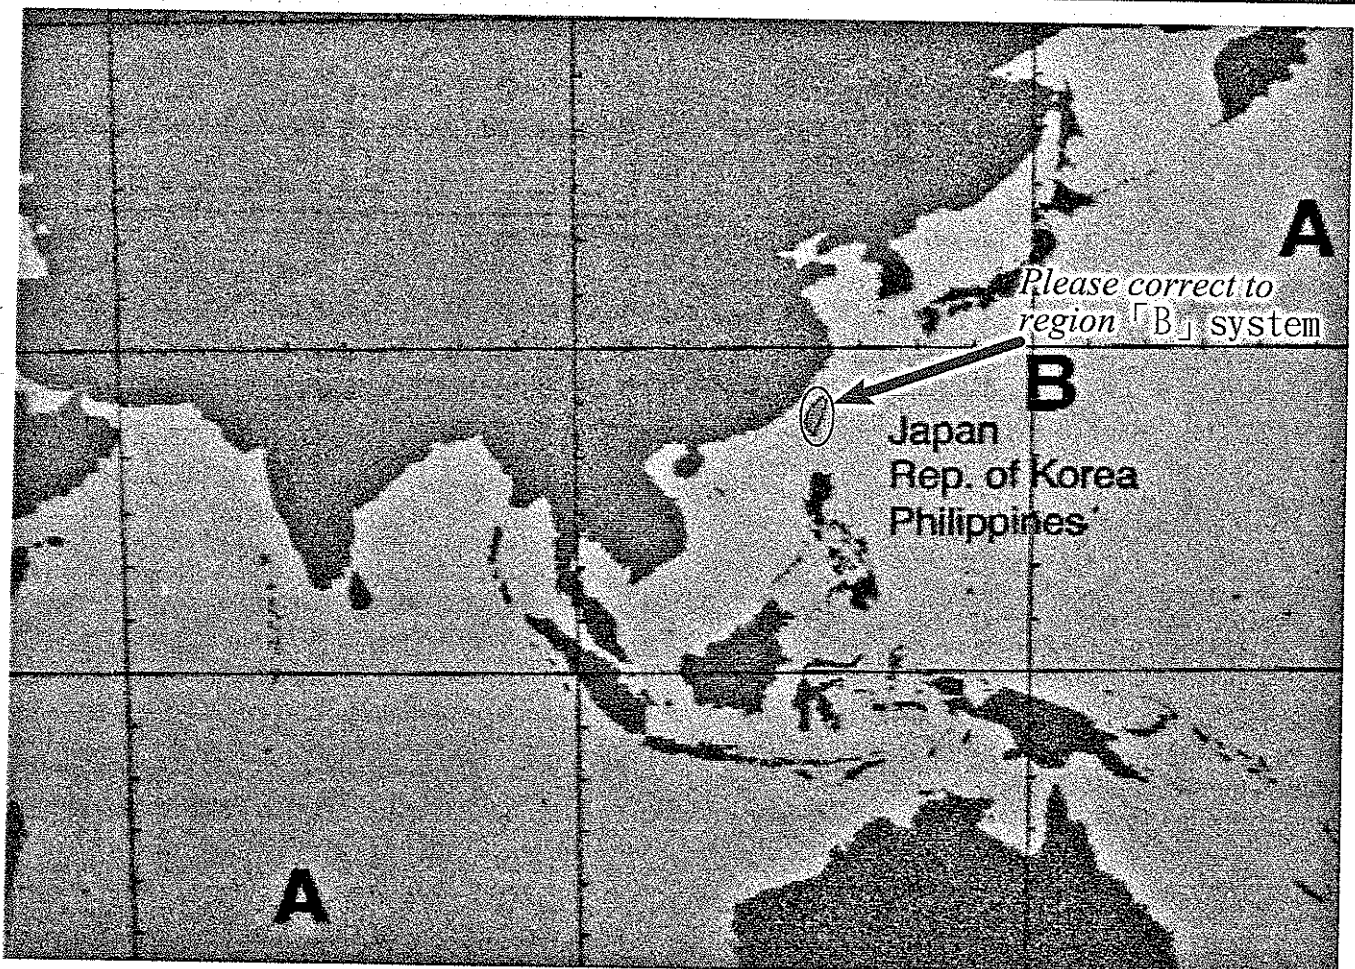 A
Please correct to
region「B」system
B
Japan
Rep. of Korea
Philippines
A